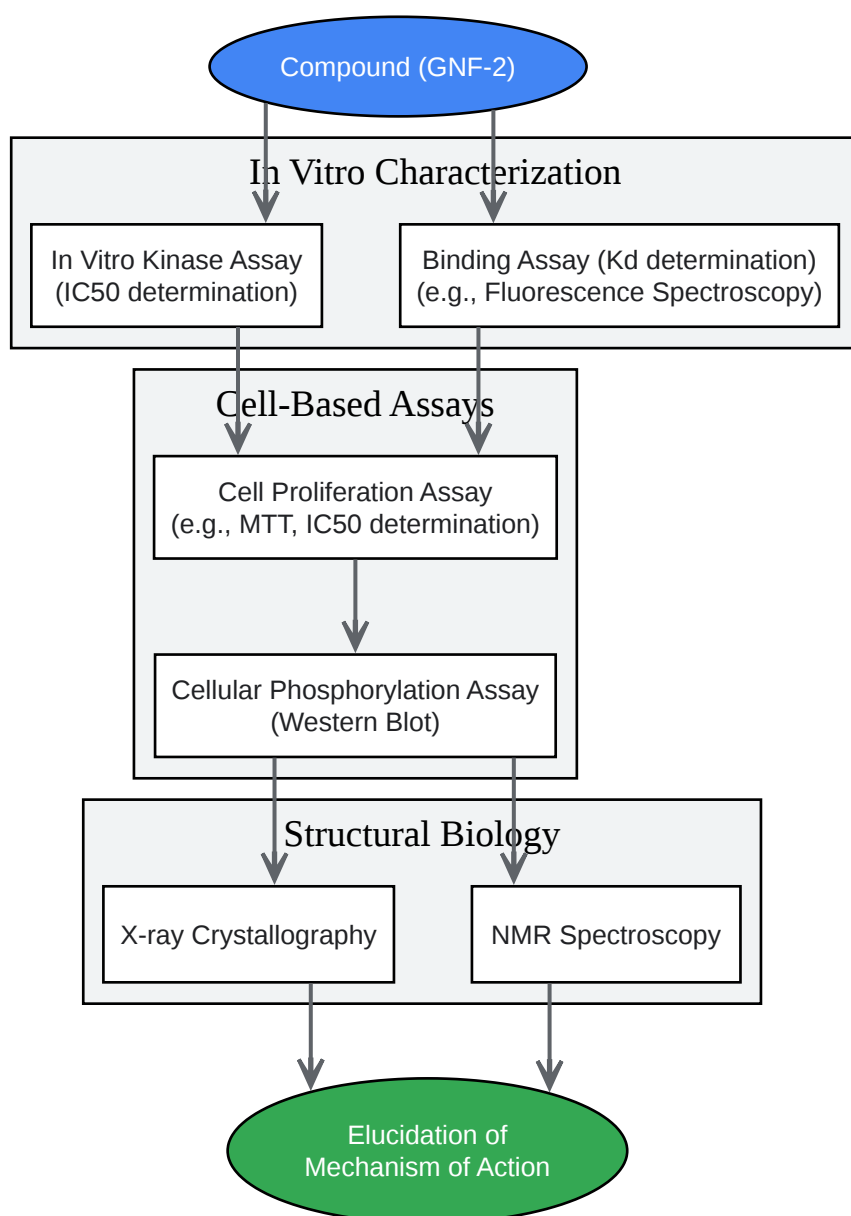 Compound (GNF-2)
In Vitro Characterization
In Vitro Kinase Assay
(IC50 determination)
Binding Assay (Kd determination)
(e.g., Fluorescence Spectroscopy)
Cell-Based Assays
Cell Proliferation Assay
(e.g., MTT, IC50 determination)
Cellular Phosphorylation Assay
(Western Blot)
Structural Biology
X-ray Crystallography
NMR Spectroscopy
Elucidation of
Mechanism of Action